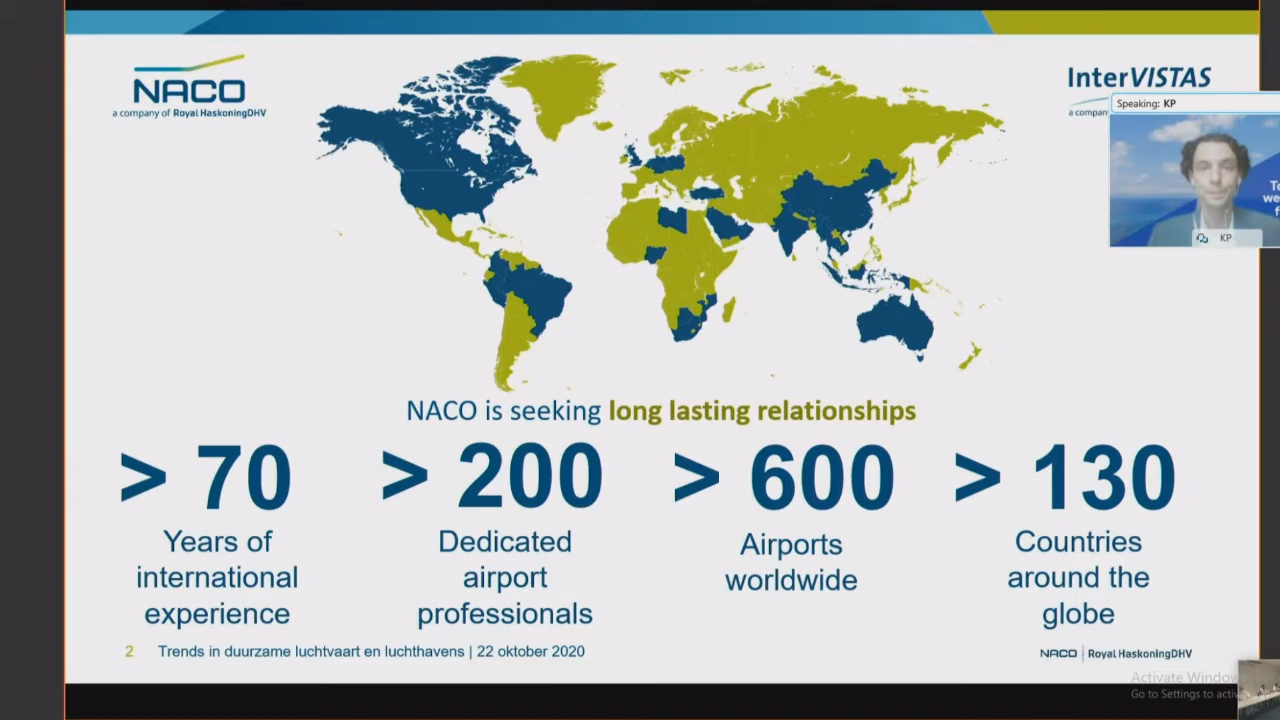 NACO
a company of Royal HaskoningDHV
InterVISTAS
a compan
Speaking: KP
KP
NACO is seeking long lasting relationships
> 70
Years of
international
experience
> 200
Dedicated
airport
professionals
> 600
Airports
worldwide
> 130
Countries
around the
globe
2 Trends in duurzame luchtvaart en luchthavens | 22 oktober 2020
NACO | Royal HaskoningDHV
Activate Window
Go to Settings to activ